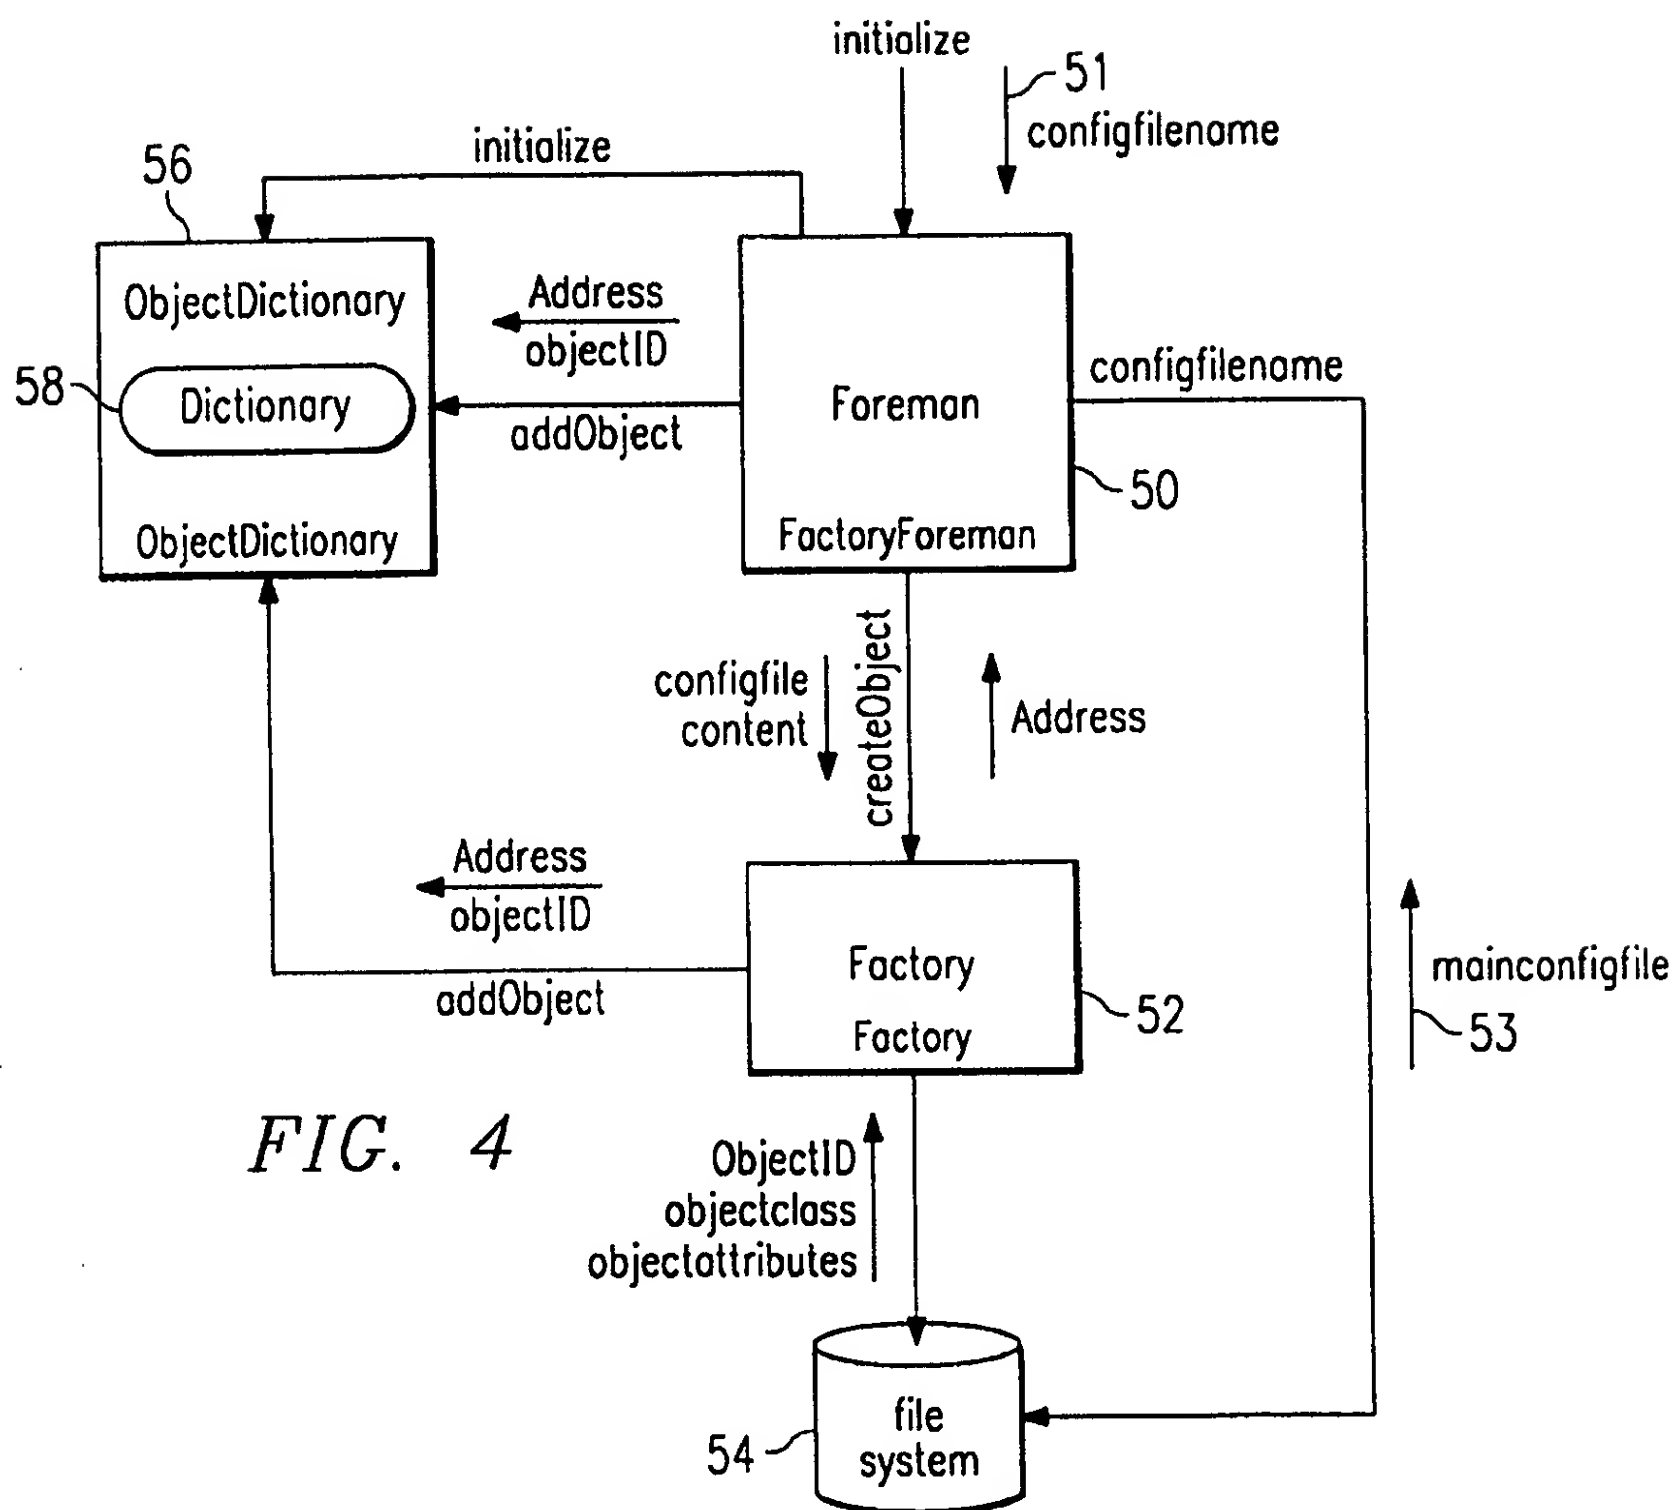 initialize
51
configfilename
initialize
56
ObjectDictionary
Address
objectID
configfilename
58
Dictionary
Foreman
addObject
50
ObjectDictionary
FactoryForeman
configfile
content
createObject
Address
Address
objectID
addObject
Factory
Factory
52
mainconfigfile
53
FIG. 4
ObjectID
objectclass
objectattributes
file
system
54